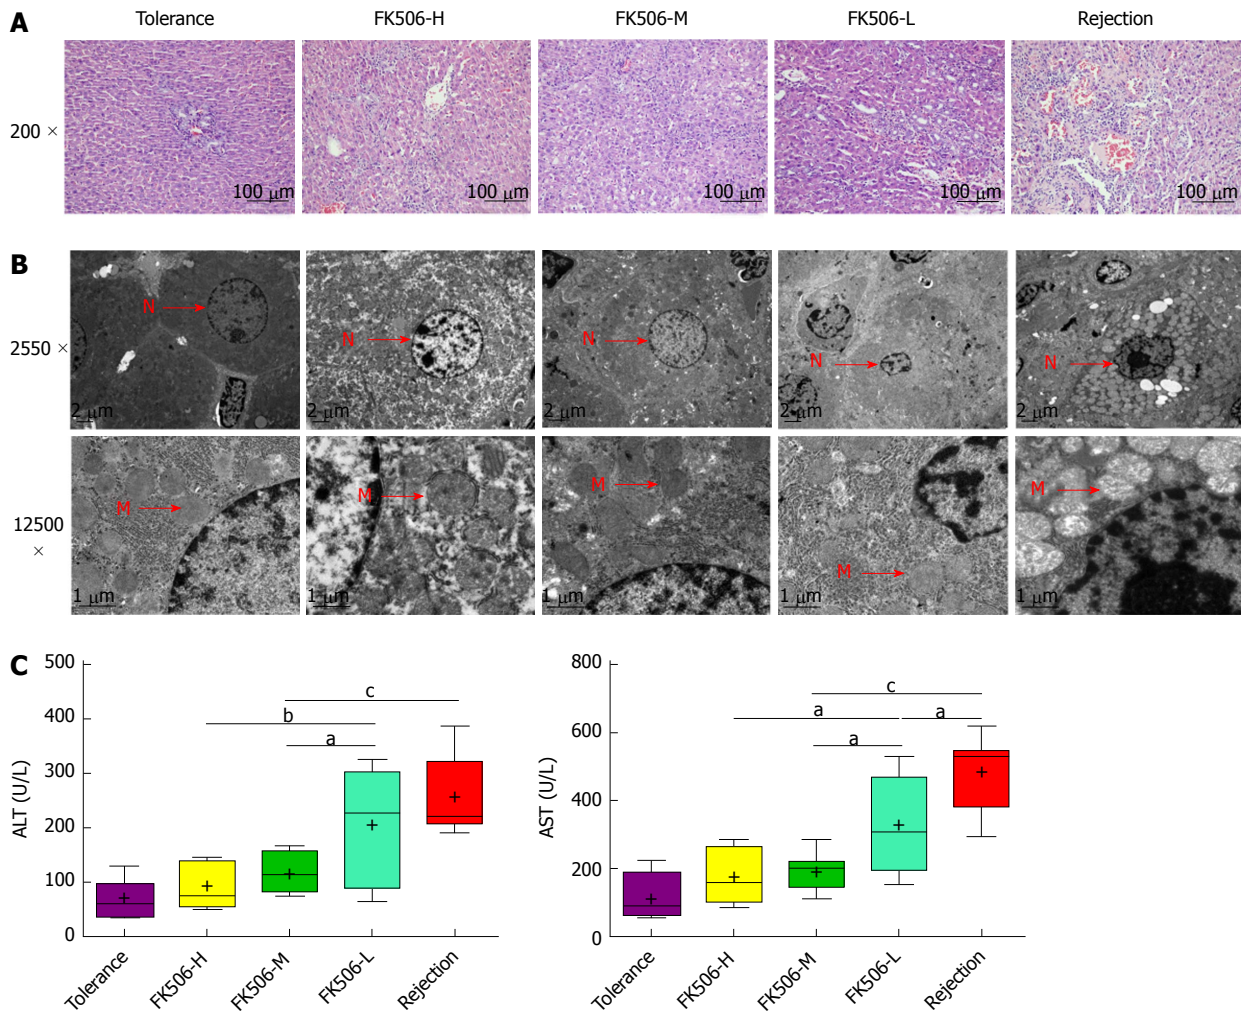 A
Tolerance FK506-H FK506-M FK506-L Rejection
200 ×
100 μm 100 μm 100 μm 100 μm 100 μm
B
N N N N N
2550 ×
2 μm 2 μm 2 μm 2 μm 2 μm
M M M M M
12500
×
1 μm 1 μm 1 μm 1 μm 1 μm
C
ALT (U/L)
500
400
300
200
100
0
c
b
a
Tolerance FK506-H FK506-M FK506-L Rejection
AST (U/L)
800
600
400
200
0
c
a a
a
Tolerance FK506-H FK506-M FK506-L Rejection